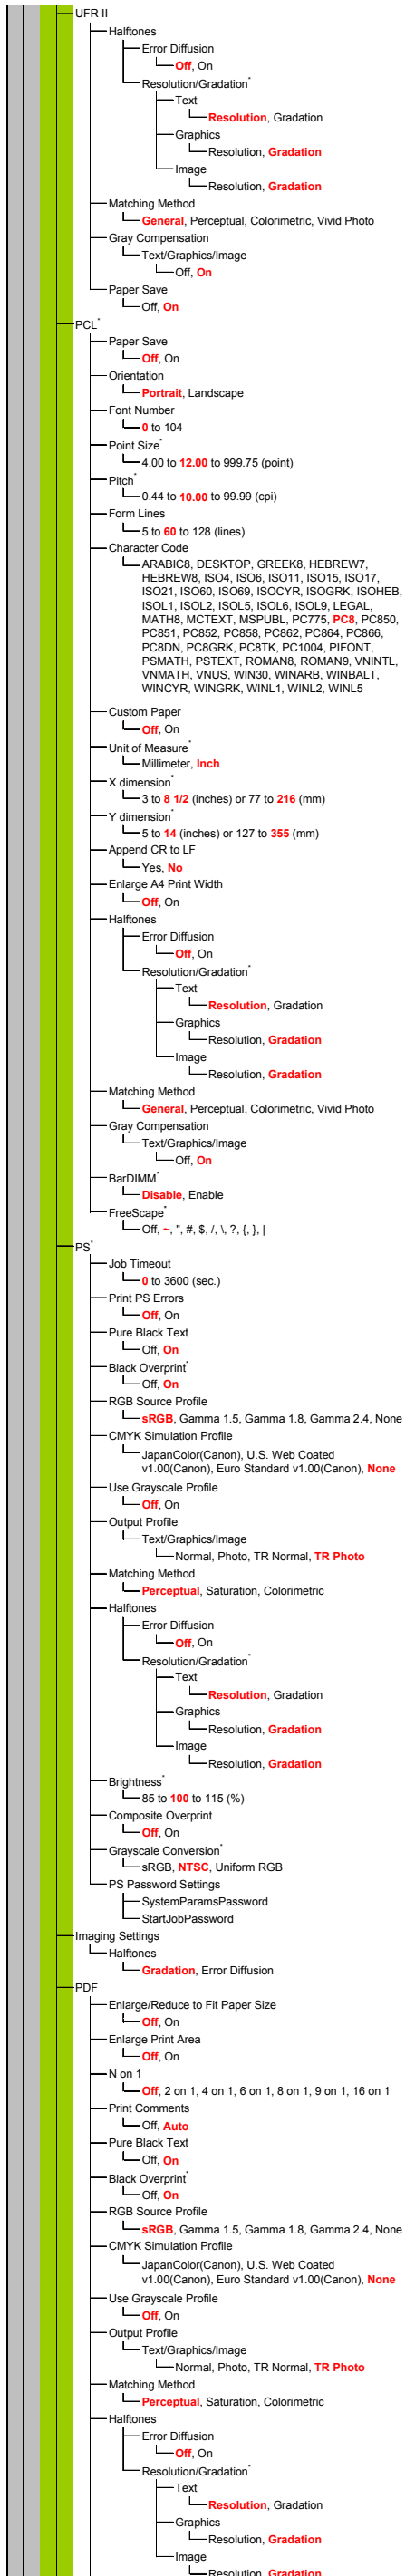 UFR II
Halftones
Error Diffusion
Off, On
Resolution/Gradation*
Text
Resolution, Gradation
Graphics
Resolution, Gradation
Image
Resolution, Gradation
Matching Method
General, Perceptual, Colorimetric, Vivid Photo
Gray Compensation
Text/Graphics/Image
Off, On
Paper Save
Off, On
PCL*
Paper Save
Off, On
Orientation
Portrait, Landscape
Font Number
0 to 104
Point Size*
4.00 to 12.00 to 999.75 (point)
Pitch*
0.44 to 10.00 to 99.99 (cpi)
Form Lines
5 to 60 to 128 (lines)
Character Code
ARABIC8, DESKTOP, GREEK8, HEBREW7,
HEBREW8, ISO4, ISO6, ISO11, ISO15, ISO17,
ISO21, ISO60, ISO69, ISOCYR, ISOGRK, ISOHEB,
ISOL1, ISOL2, ISOL5, ISOL6, ISOL9, LEGAL,
MATH8, MCTEXT, MSPUBL, PC775, PC8, PC850,
PC851, PC852, PC858, PC862, PC864, PC866,
PC8DN, PC8GRK, PC8TK, PC1004, PIFONT,
PSMATH, PSTEXT, ROMAN8, ROMAN9, VNINTL,
VNMATH, VNUS, WIN30, WINARB, WINBALT,
WINCYR, WINGRK, WINL1, WINL2, WINL5
Custom Paper
Off, On
Unit of Measure*
Millimeter, Inch
X dimension*
3 to 8 1/2 (inches) or 77 to 216 (mm)
Y dimension*
5 to 14 (inches) or 127 to 355 (mm)
Append CR to LF
Yes, No
Enlarge A4 Print Width
Off, On
Halftones
Error Diffusion
Off, On
Resolution/Gradation*
Text
Resolution, Gradation
Graphics
Resolution, Gradation
Image
Resolution, Gradation
Matching Method
General, Perceptual, Colorimetric, Vivid Photo
Gray Compensation
Text/Graphics/Image
Off, On
BarDIMM*
Disable, Enable
FreeScape*
Off, ~, ", #, $, /, \, ?, {, }, |
PS*
Job Timeout
0 to 3600 (sec.)
Print PS Errors
Off, On
Pure Black Text
Off, On
Black Overprint*
Off, On
RGB Source Profile
sRGB, Gamma 1.5, Gamma 1.8, Gamma 2.4, None
CMYK Simulation Profile
JapanColor(Canon), U.S. Web Coated
v1.00(Canon), Euro Standard v1.00(Canon), None
Use Grayscale Profile
Off, On
Output Profile
Text/Graphics/Image
Normal, Photo, TR Normal, TR Photo
Matching Method
Perceptual, Saturation, Colorimetric
Halftones
Error Diffusion
Off, On
Resolution/Gradation*
Text
Resolution, Gradation
Graphics
Resolution, Gradation
Image
Resolution, Gradation
Brightness*
85 to 100 to 115 (%)
Composite Overprint
Off, On
Grayscale Conversion*
sRGB, NTSC, Uniform RGB
PS Password Settings
SystemParamsPassword
StartJobPassword
Imaging Settings
Halftones
Gradation, Error Diffusion
PDF
Enlarge/Reduce to Fit Paper Size
Off, On
Enlarge Print Area
Off, On
N on 1
Off, 2 on 1, 4 on 1, 6 on 1, 8 on 1, 9 on 1, 16 on 1
Print Comments
Off, Auto
Pure Black Text
Off, On
Black Overprint*
Off, On
RGB Source Profile
sRGB, Gamma 1.5, Gamma 1.8, Gamma 2.4, None
CMYK Simulation Profile
JapanColor(Canon), U.S. Web Coated
v1.00(Canon), Euro Standard v1.00(Canon), None
Use Grayscale Profile
Off, On
Output Profile
Text/Graphics/Image
Normal, Photo, TR Normal, TR Photo
Matching Method
Perceptual, Saturation, Colorimetric
Halftones
Error Diffusion
Off, On
Resolution/Gradation*
Text
Resolution, Gradation
Graphics
Resolution, Gradation
Image
Resolution, Gradation